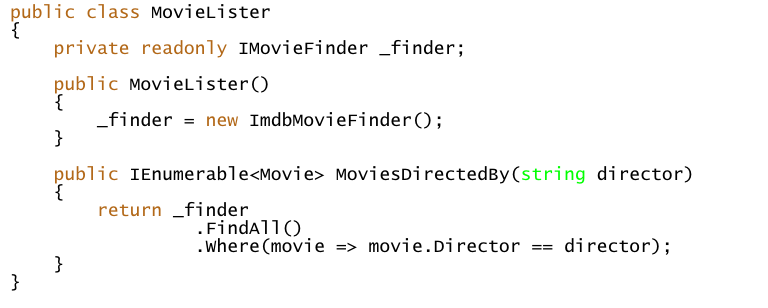 public class MovieLister
{
    private readonly IMovieFinder _finder;

    public MovieLister()
    {
        _finder = new ImdbMovieFinder();
    }

    public IEnumerable<Movie> MoviesDirectedBy(string director)
    {
        return _finder
                 .FindAll()
                 .Where(movie => movie.Director == director);
    }
}